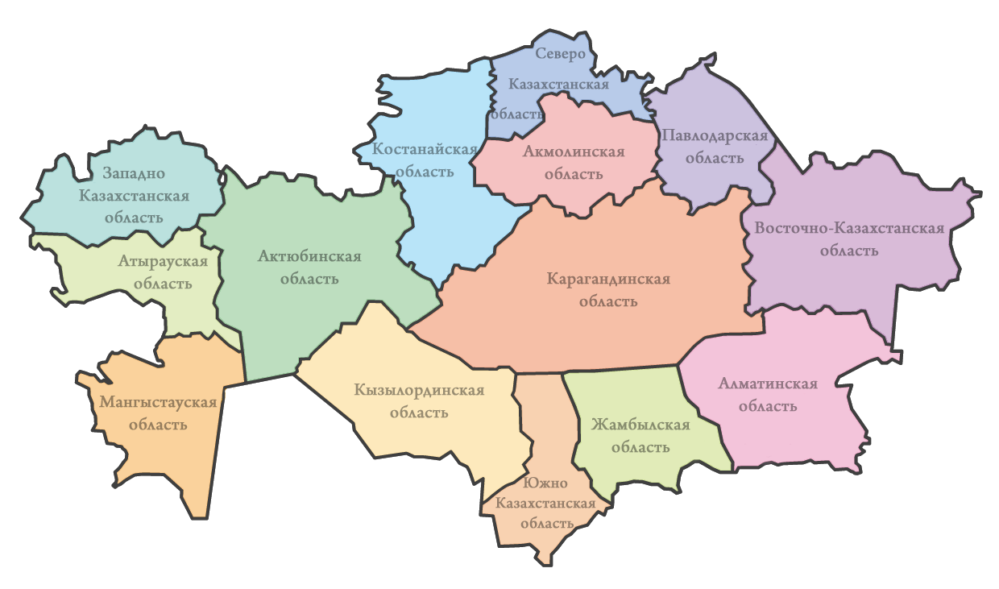 Северо
Казахстанская
область
Костанайская
область
Акмолинская
область
Павлодарская
область
Западно
Казахстанская
область
Восточно-Казахстанская
область
Атырауская
область
Актюбинская
область
Карагандинская
область
Мангыстауская
область
Кызылординская
область
Алматинская
область
Жамбылская
область
Южно
Казахстанская
область